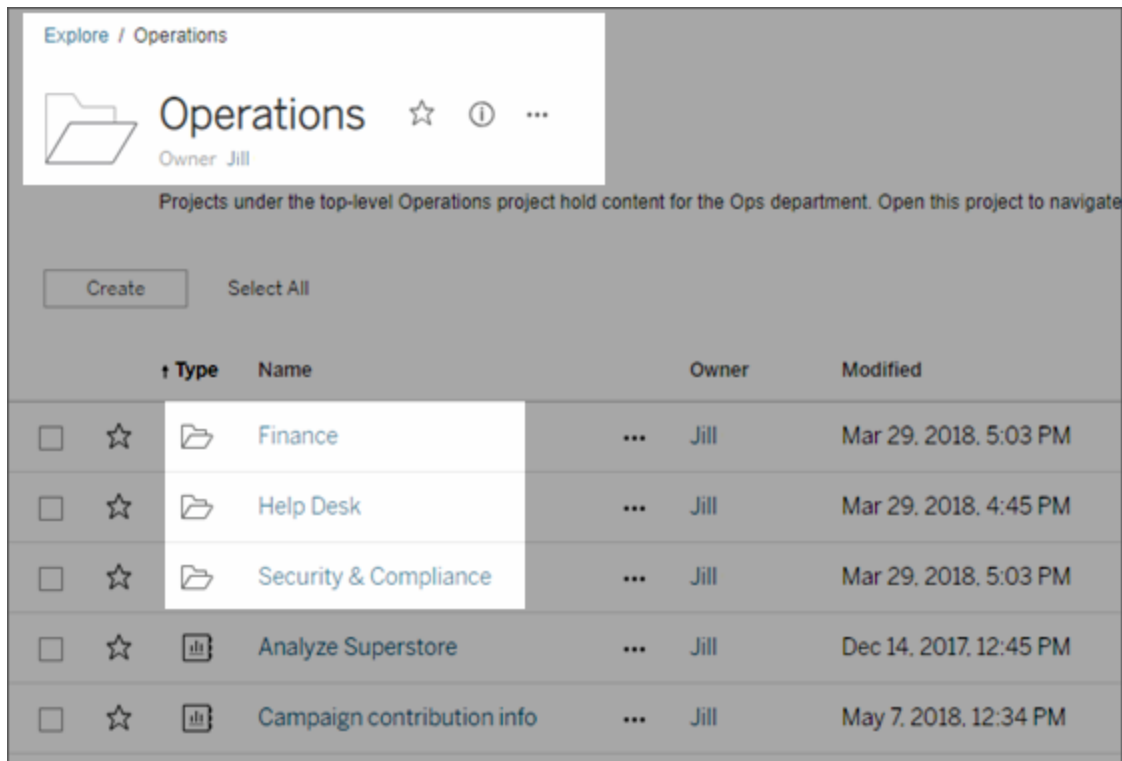 Explore / Operations
Operations
Owner Jill
Projects under the top-level Operations project hold content for the Ops department. Open this project to navigate
Create Select All
↑ Type Name Owner Modified
Finance ... Jill Mar 29, 2018, 5:03 PM
Help Desk ... Jill Mar 29, 2018, 4:45 PM
Security & Compliance ... Jill Mar 29, 2018, 5:03 PM
Analyze Superstore ... Jill Dec 14, 2017, 12:45 PM
Campaign contribution info ... Jill May 7, 2018, 12:34 PM